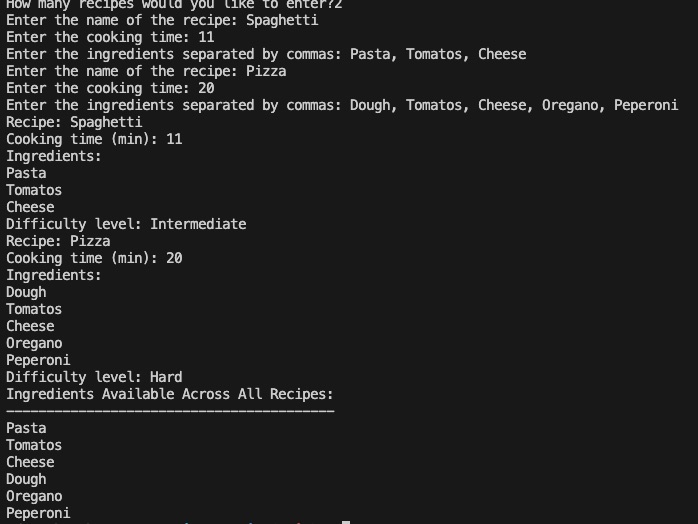 How many recipes would you like to enter?2
Enter the name of the recipe: Spaghetti
Enter the cooking time: 11
Enter the ingredients separated by commas: Pasta, Tomatos, Cheese
Enter the name of the recipe: Pizza
Enter the cooking time: 20
Enter the ingredients separated by commas: Dough, Tomatos, Cheese, Oregano, Peperoni
Recipe: Spaghetti
Cooking time (min): 11
Ingredients:
Pasta
Tomatos
Cheese
Difficulty level: Intermediate
Recipe: Pizza
Cooking time (min): 20
Ingredients:
Dough
Tomatos
Cheese
Oregano
Peperoni
Difficulty level: Hard
Ingredients Available Across All Recipes:
-----------------------------------------
Pasta
Tomatos
Cheese
Dough
Oregano
Peperoni